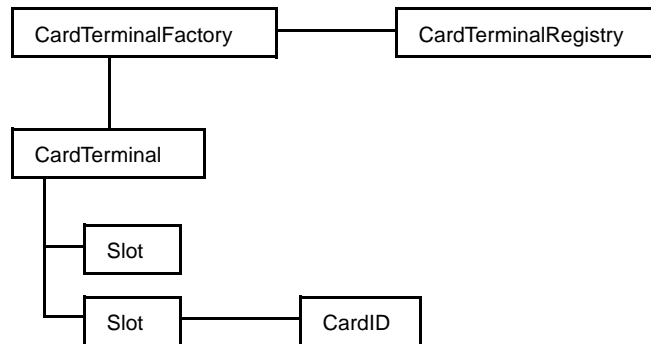 CardTerminalFactory
CardTerminalRegistry
CardTerminal
Slot
Slot
CardID